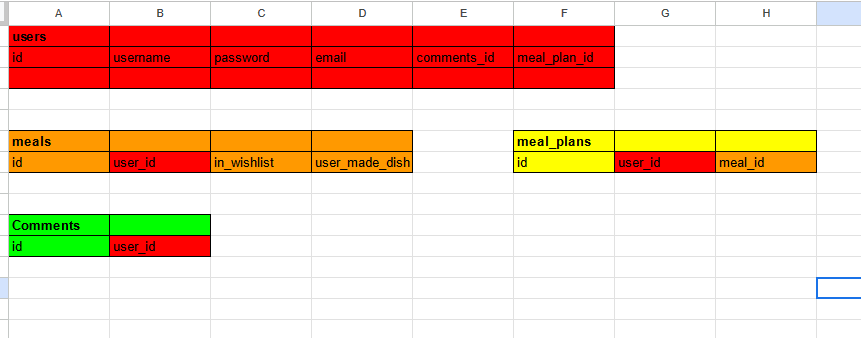 A B C D E F G H
users
id username password email comments_id meal_plan_id
meals meal_plans
id user_id in_wishlist user_made_dish id user_id meal_id
Comments
id user_id